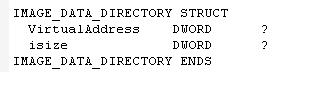 IMAGE_DATA_DIRECTORY STRUCT
VirtualAddress DWORD ?
isize DWORD ?
IMAGE_DATA_DIRECTORY ENDS